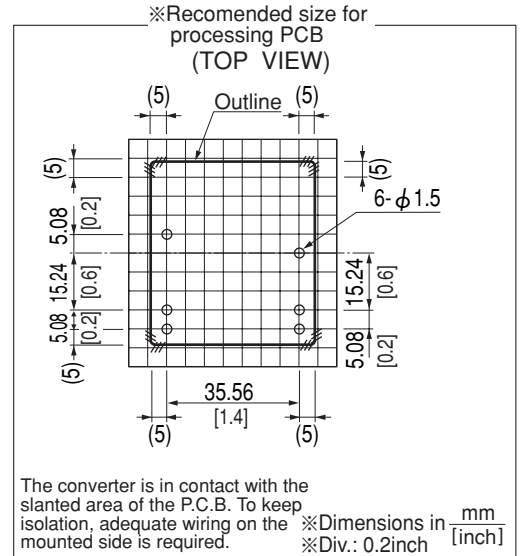 ※Recomended size for
processing PCB
(TOP VIEW)
(5)
Outline
(5)
(5)
(5)
6-ϕ1.5
5.08
[0.2]
15.24
[0.6]
5.08
[0.2]
(5)
15.24
[0.6]
5.08
[0.2]
35.56
[1.4]
(5)
(5)
The converter is in contact with the
slanted area of the P.C.B. To keep
isolation, adequate wiring on the
mounted side is required.
※Dimensions in mm
[inch]
※Div.: 0.2inch